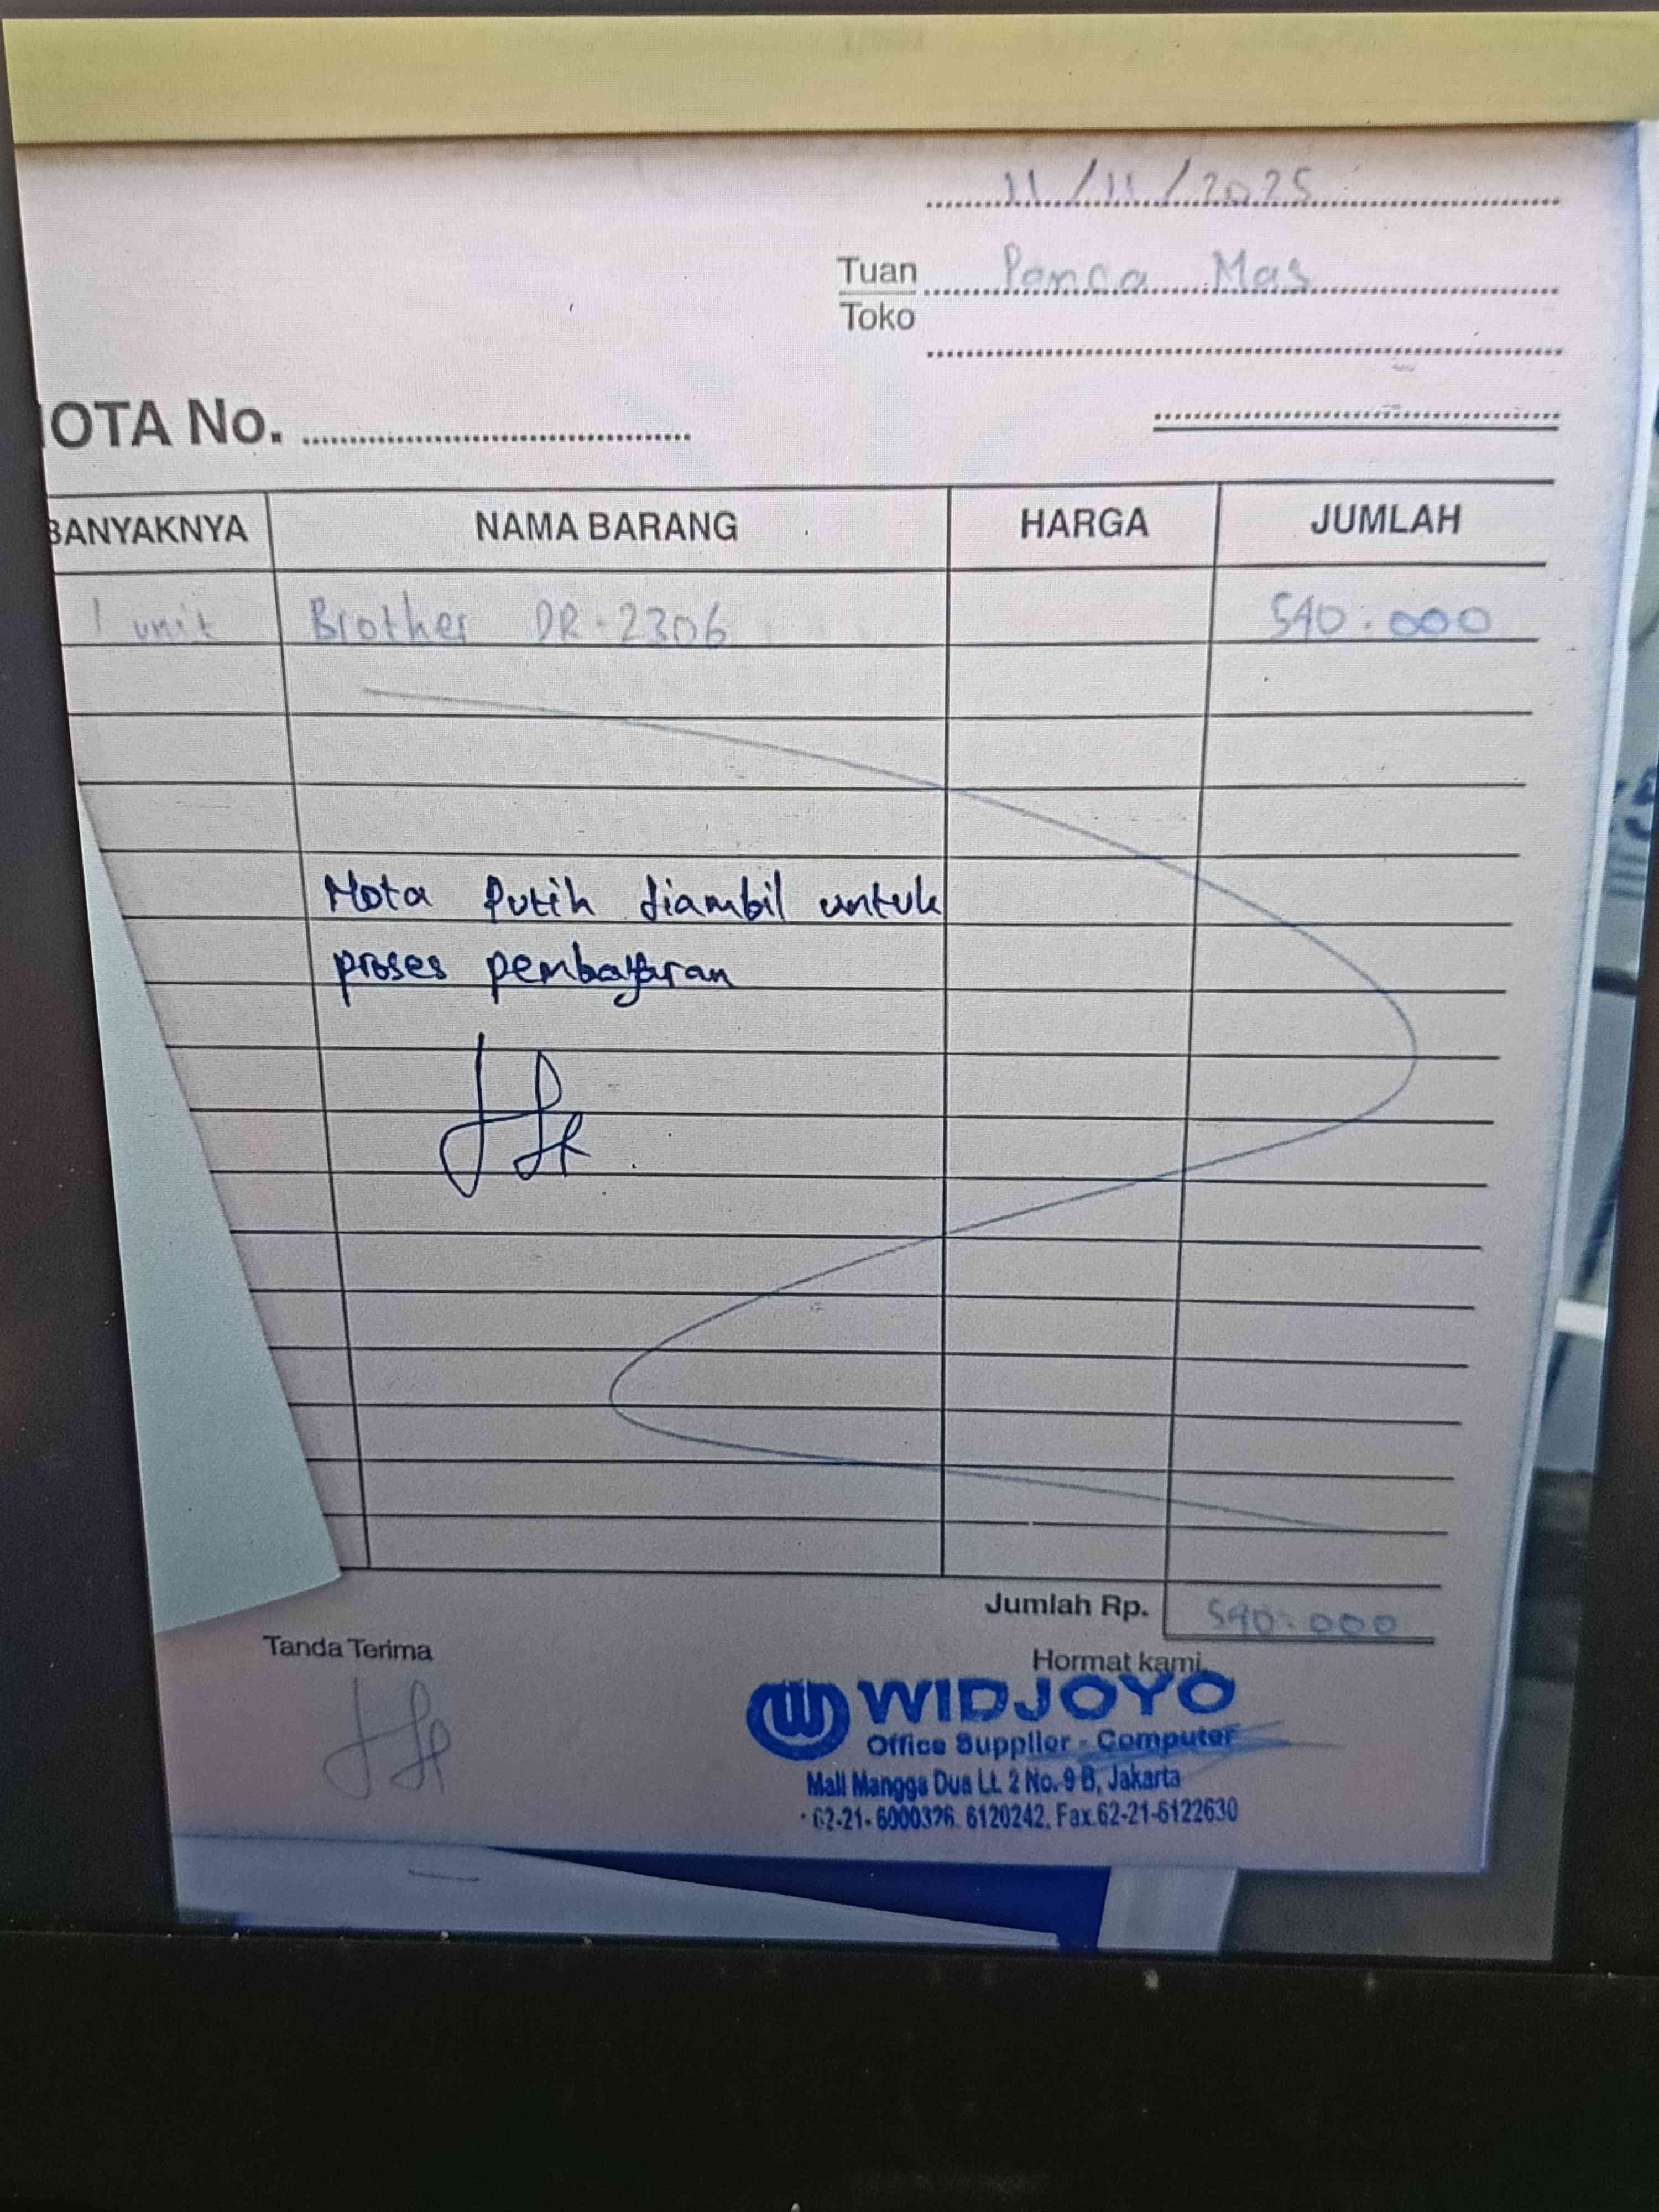 11/11/2025
Tuan Panca Mas
Toko
OTA No.
BANYAKNYA NAMA BARANG HARGA JUMLAH
1 unit Brother DR-2306 540.000
Nota Putih diambil untuk
proses pembayaran
Jumlah Rp. 540.000
Tanda Terima Hormat kami,
WIDJOYO
Office Supplier - Computer
Mall Mangga Dua Lt. 2 No. 9 B, Jakarta
62-21-6000326. 6120242. Fax.62-21-6122630